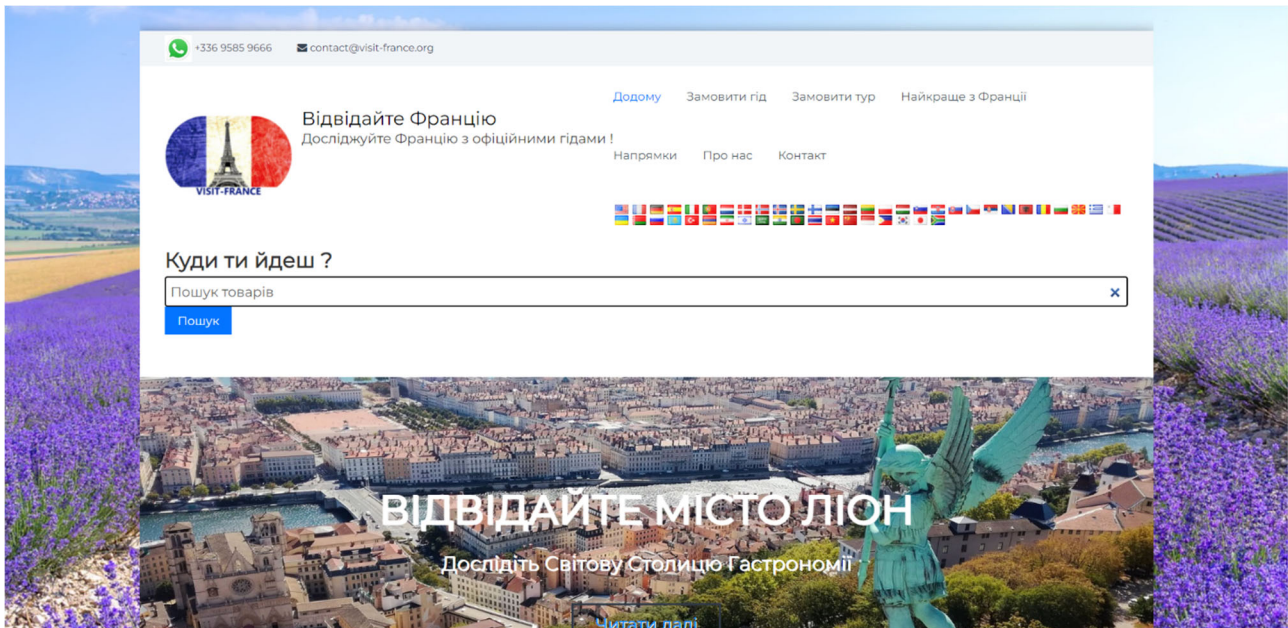 +336 9585 9666 contact@visit-france.org
Додому Замовити гід Замовити тур Найкраще з Франції
Відвідайте Францію
Досліджуйте Францію з офіційними гідами !
Напрямки Про нас Контакт
VISIT-FRANCE
Куди ти йдеш ?
Пошук товарів
Пошук
ВІДВІДАЙТЕ МІСТО ЛІОН
Дослідіть Світову Столицю Гастрономії
Читати далі